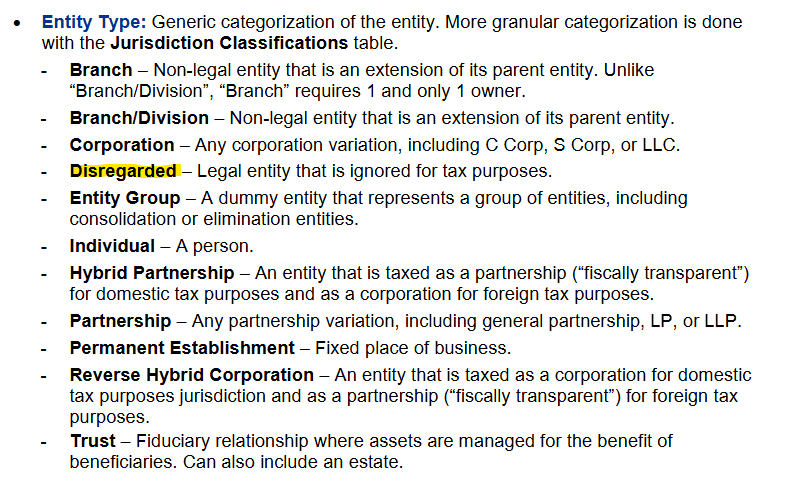 • Entity Type: Generic categorization of the entity. More granular categorization is done
with the Jurisdiction Classifications table.
- Branch – Non-legal entity that is an extension of its parent entity. Unlike
“Branch/Division”, “Branch” requires 1 and only 1 owner.
- Branch/Division – Non-legal entity that is an extension of its parent entity.
- Corporation – Any corporation variation, including C Corp, S Corp, or LLC.
- Disregarded – Legal entity that is ignored for tax purposes.
- Entity Group – A dummy entity that represents a group of entities, including
consolidation or elimination entities.
- Individual – A person.
- Hybrid Partnership – An entity that is taxed as a partnership (“fiscally transparent”)
for domestic tax purposes and as a corporation for foreign tax purposes.
- Partnership – Any partnership variation, including general partnership, LP, or LLP.
- Permanent Establishment – Fixed place of business.
- Reverse Hybrid Corporation – An entity that is taxed as a corporation for domestic
tax purposes jurisdiction and as a partnership (“fiscally transparent”) for foreign tax
purposes.
- Trust – Fiduciary relationship where assets are managed for the benefit of
beneficiaries. Can also include an estate.